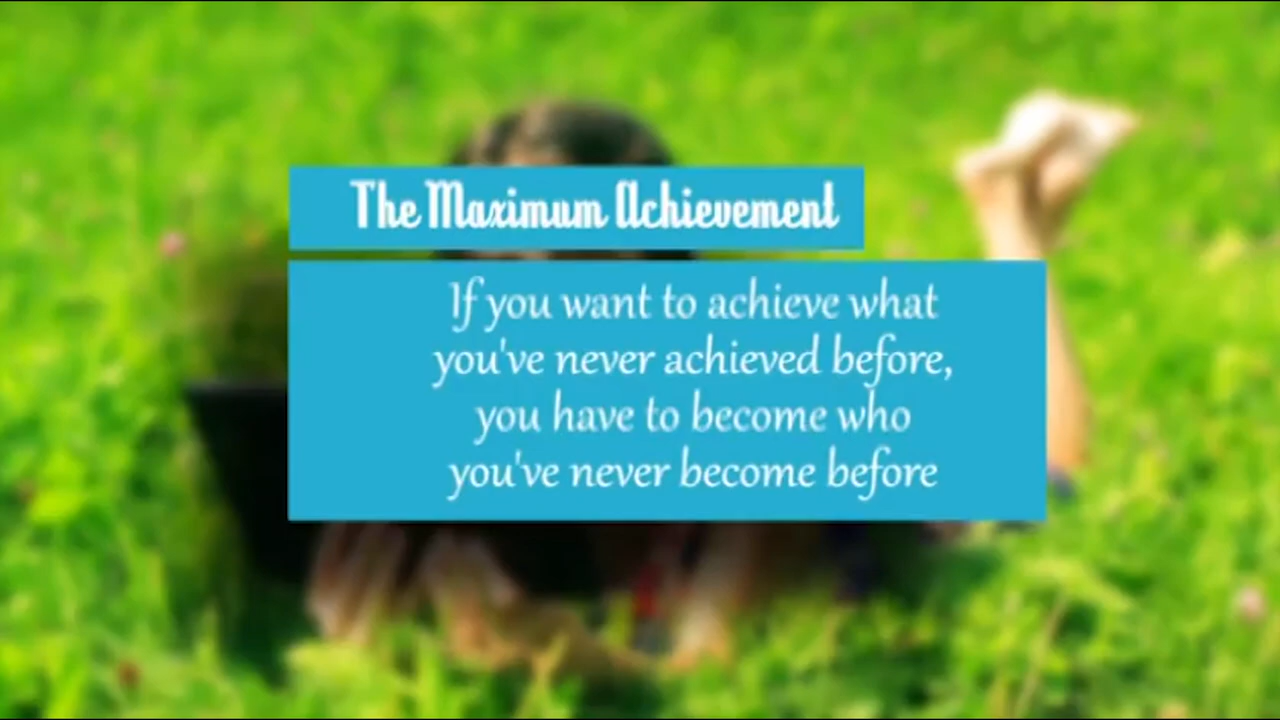 The Maximum Achievement
If you want to achieve what
you've never achieved before,
you have to become who
you've never become before